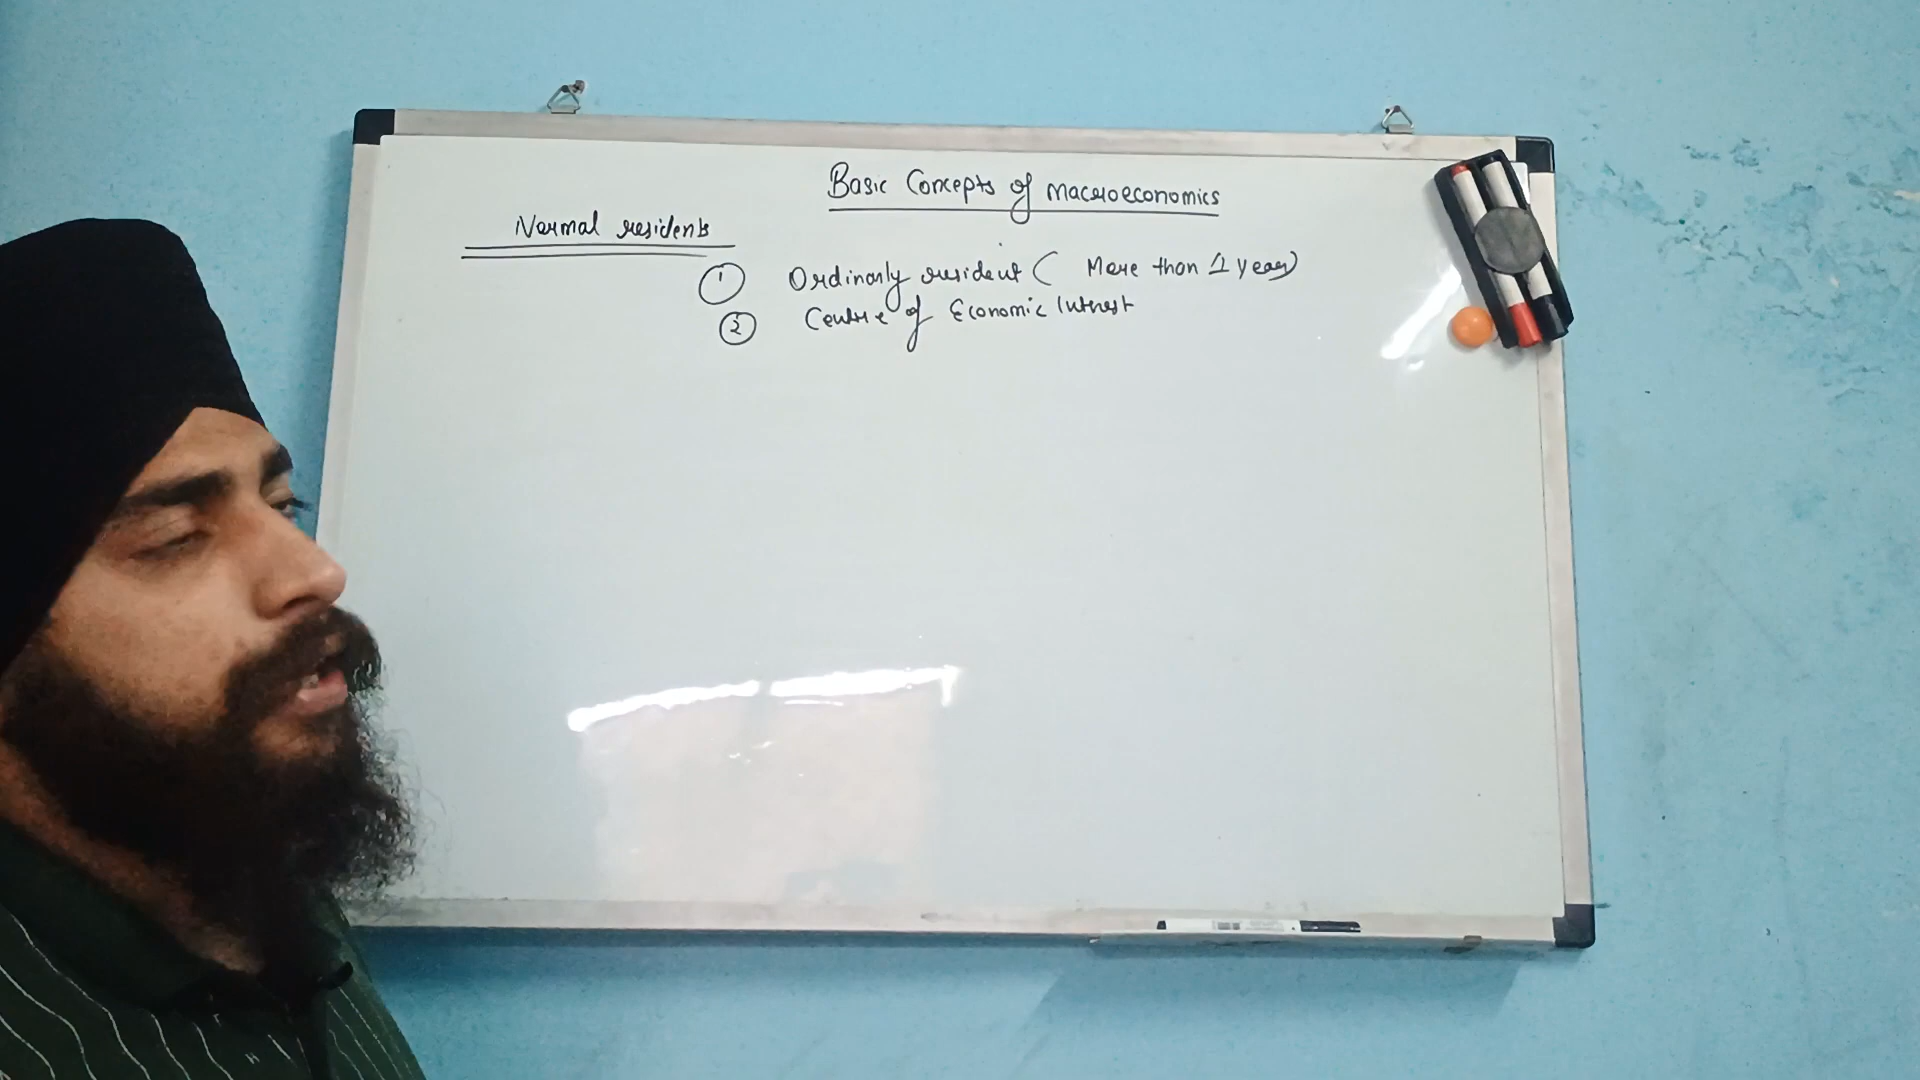 Basic Concepts of macroeconomics
Normal residents
① Ordinarly resident ( More than 1 year)
② Centre of Economic Interest